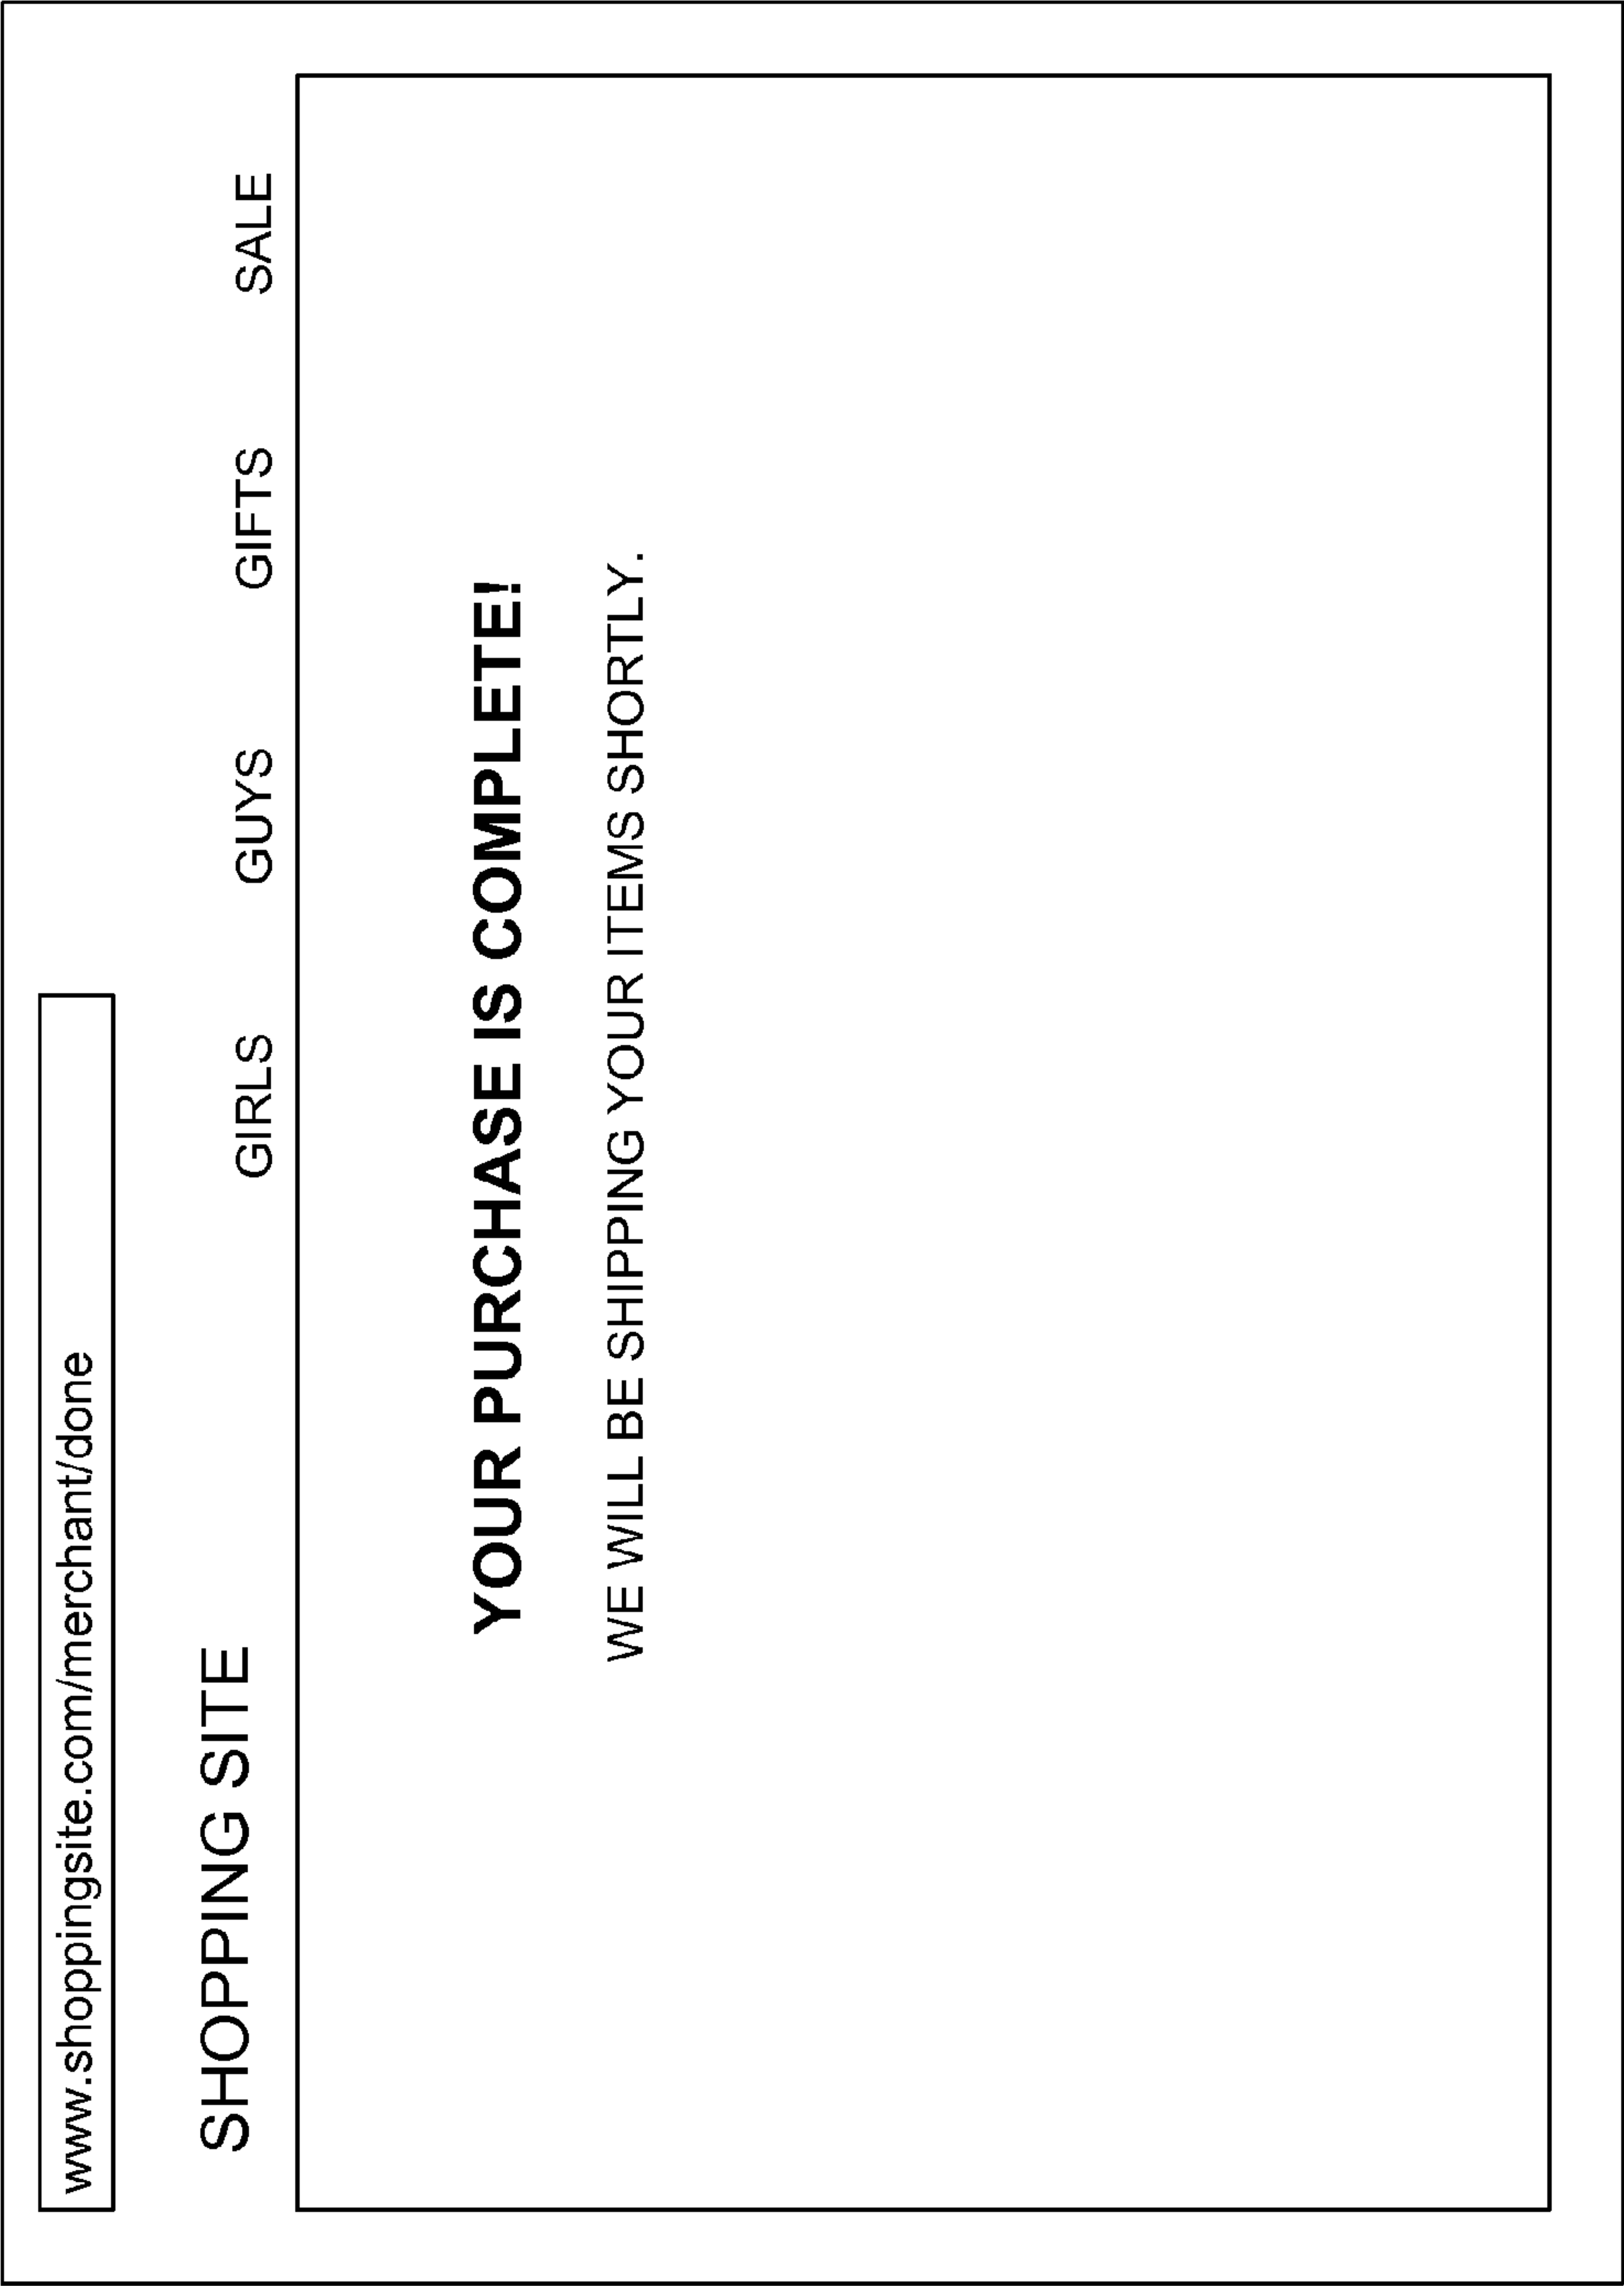 www.shoppingsite.com/merchant/done
SHOPPING SITE
GIRLS GUYS GIFTS SALE
YOUR PURCHASE IS COMPLETE!
WE WILL BE SHIPPING YOUR ITEMS SHORTLY.